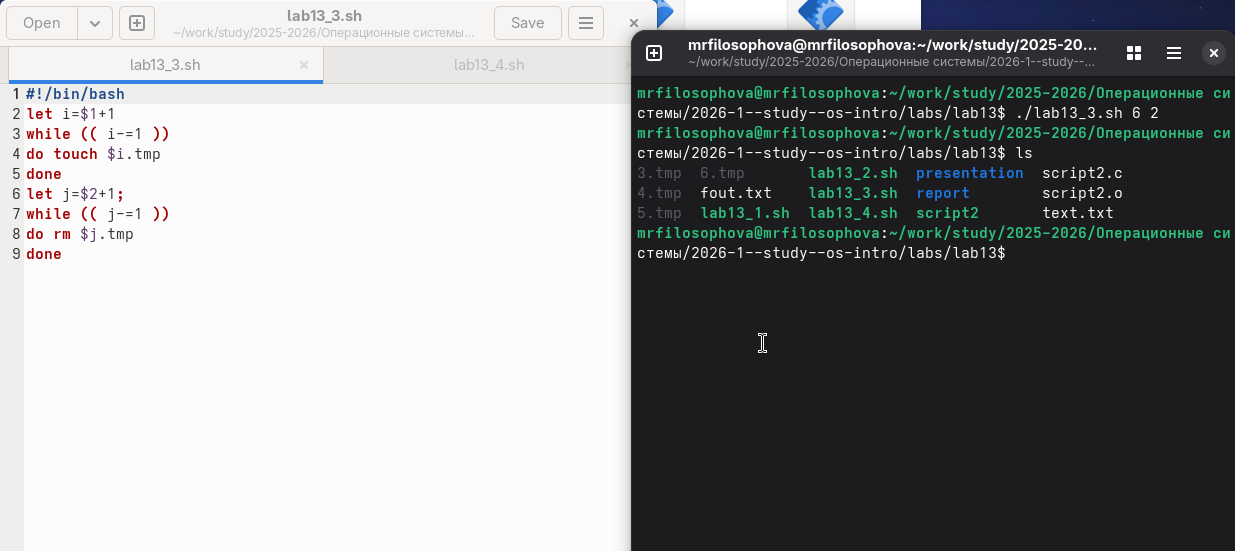 Open
lab13_3.sh
~/work/study/2025-2026/Операционные системы...
Save
lab13_3.sh
lab13_4.sh
1 #!/bin/bash
2 let i=$1+1
3 while (( i-=1 ))
4 do touch $i.tmp
5 done
6 let j=$2+1;
7 while (( j-=1 ))
8 do rm $j.tmp
9 done
mrfilosophova@mrfilosophova:~/work/study/2025-20...
~/work/study/2025-2026/Операционные системы/2026-1--study--...
mrfilosophova@mrfilosophova:~/work/study/2025-2026/Операционные си
стемы/2026-1--study--os-intro/labs/lab13$ ./lab13_3.sh 6 2
mrfilosophova@mrfilosophova:~/work/study/2025-2026/Операционные си
стемы/2026-1--study--os-intro/labs/lab13$ ls
3.tmp  6.tmp       lab13_2.sh  presentation  script2.c
4.tmp  fout.txt    lab13_3.sh  report        script2.o
5.tmp  lab13_1.sh  lab13_4.sh  script2       text.txt
mrfilosophova@mrfilosophova:~/work/study/2025-2026/Операционные си
стемы/2026-1--study--os-intro/labs/lab13$